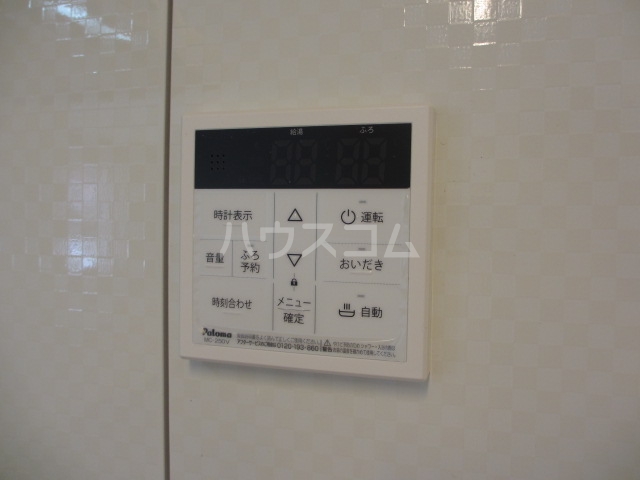 給湯 ふろ
時計表示
運転
音量
ふろ
予約
おいだき
時刻合わせ
メニュー
確定
自動
Paloma
MC 250V
ハウスコム